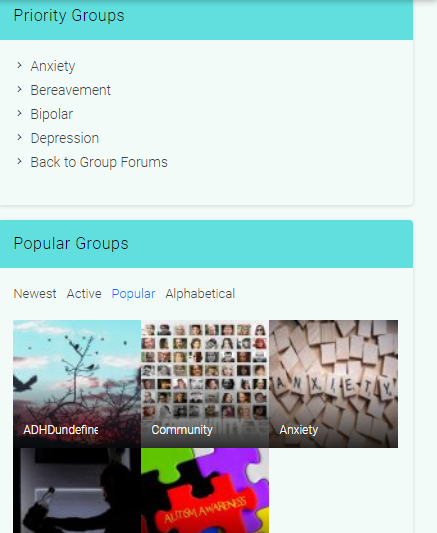 Priority Groups
Anxiety
Bereavement
Bipolar
Depression
Back to Group Forums
Popular Groups
Newest Active Popular Alphabetical
ANXIETY
ADHDundefine
Community
Anxiety
AUTISM AWARENESS